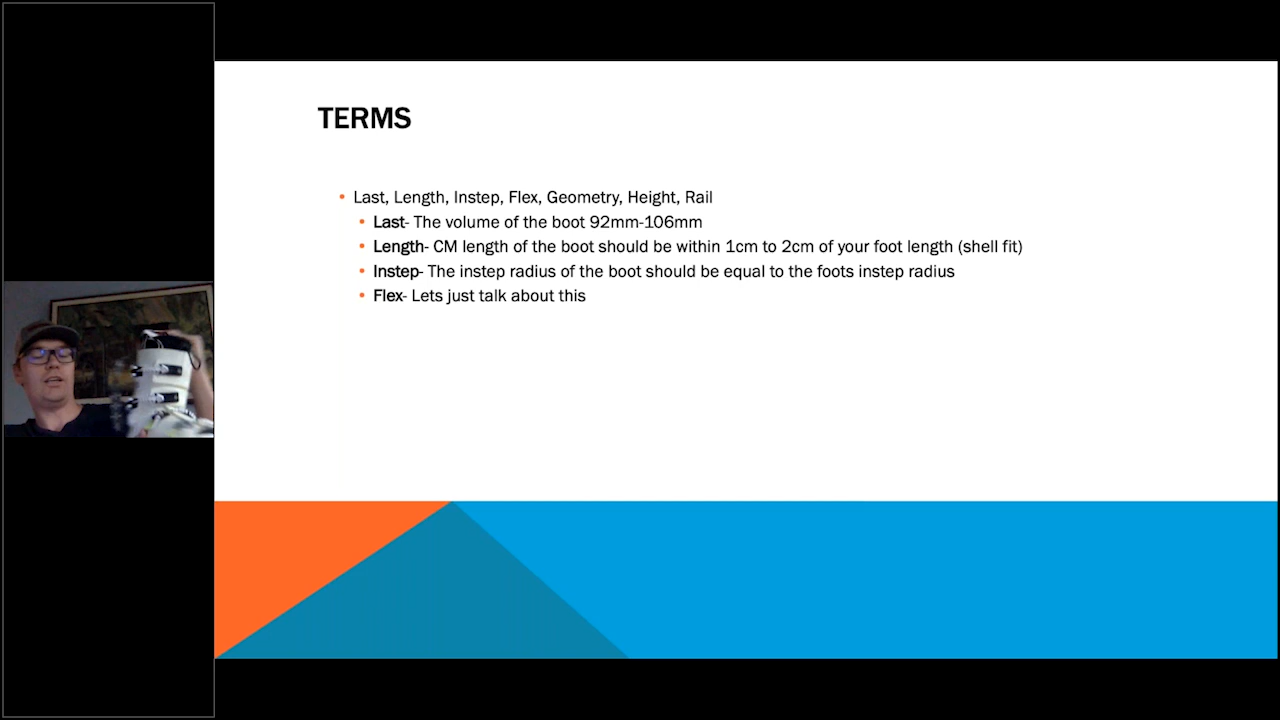 TERMS
Last, Length, Instep, Flex, Geometry, Height, Rail
Last- The volume of the boot 92mm-106mm
Length- CM length of the boot should be within 1cm to 2cm of your foot length (shell fit)
Instep- The instep radius of the boot should be equal to the foots instep radius
Flex- Lets just talk about this